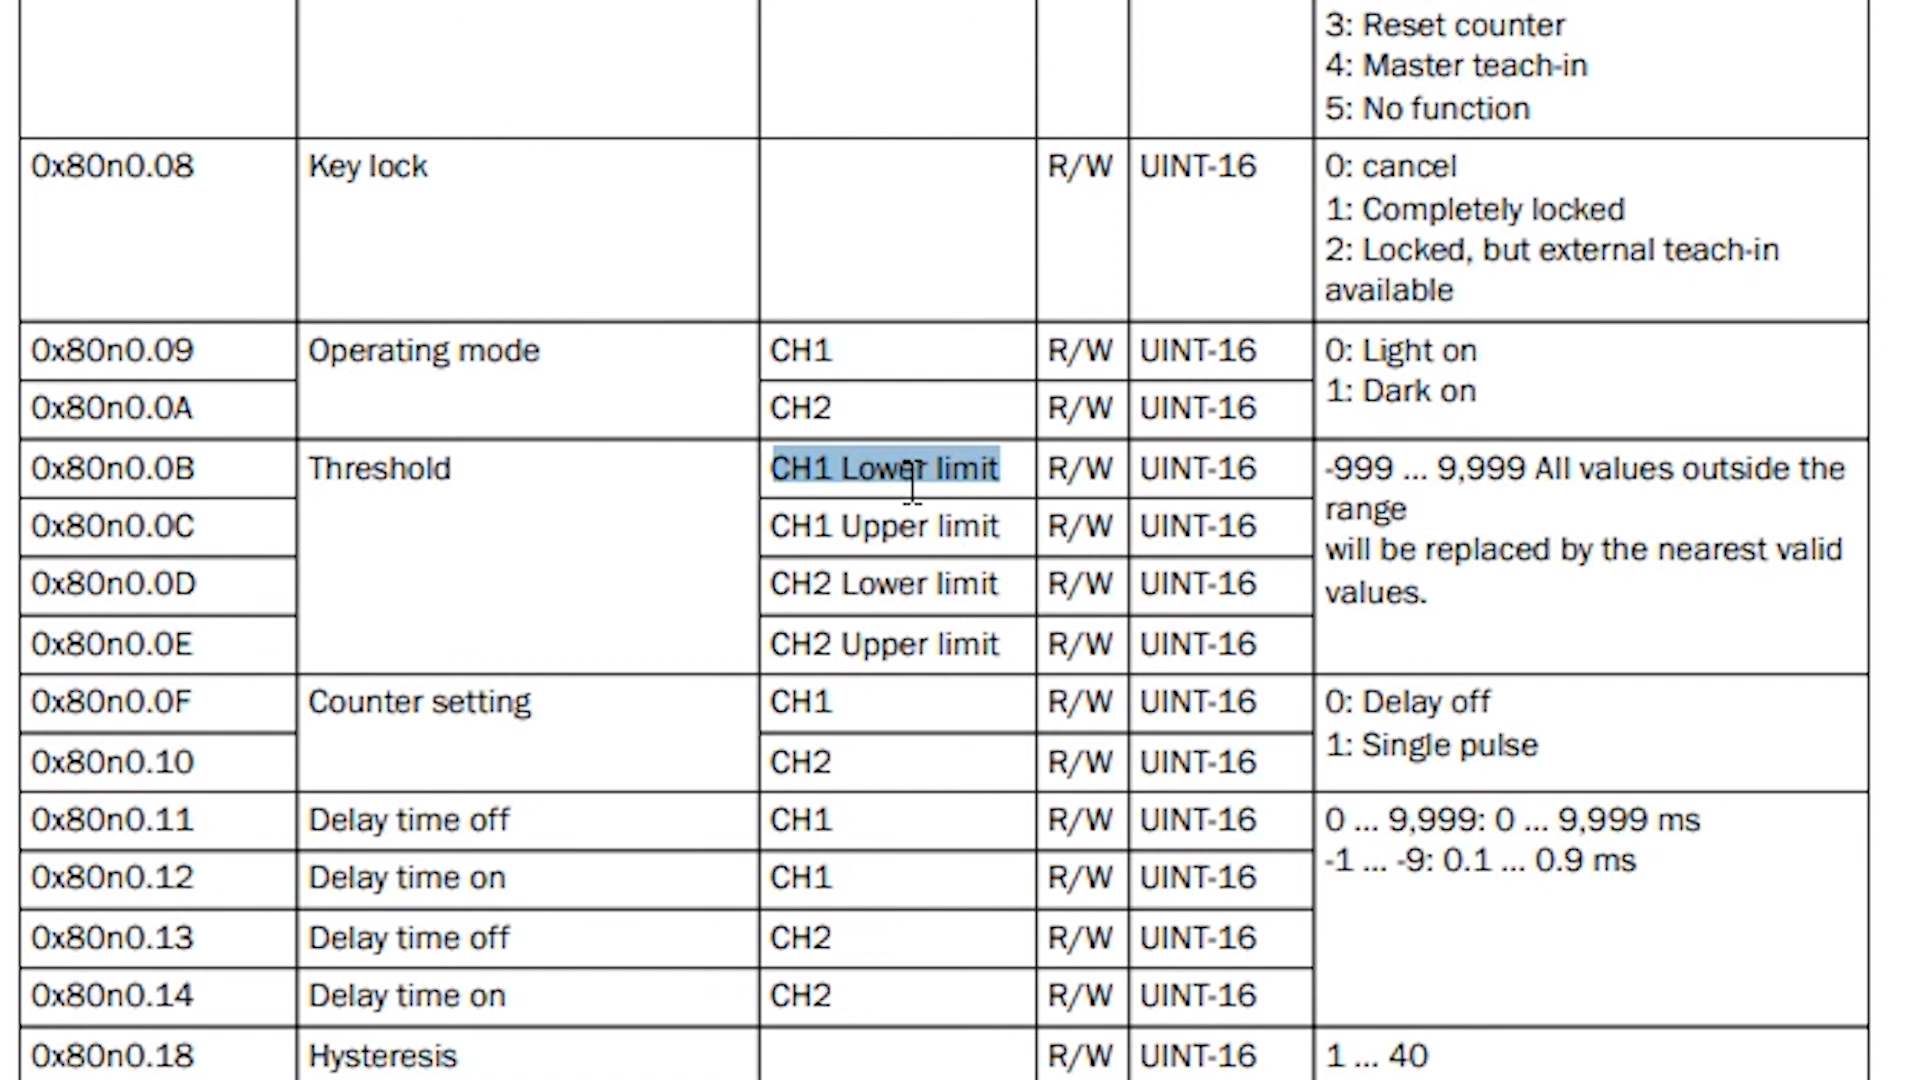 3: Reset counter
4: Master teach-in
5: No function
0x80n0.08 Key lock R/W UINT-16 0: cancel
1: Completely locked
2: Locked, but external teach-in
available
0x80n0.09 Operating mode CH1 R/W UINT-16 0: Light on
1: Dark on
0x80n0.0A CH2 R/W UINT-16
0x80n0.0B Threshold CH1 Lower limit R/W UINT-16 -999 ... 9,999 All values outside the
range
0x80n0.0C CH1 Upper limit R/W UINT-16
will be replaced by the nearest valid
0x80n0.0D CH2 Lower limit R/W UINT-16
values.
0x80n0.0E CH2 Upper limit R/W UINT-16
0x80n0.0F Counter setting CH1 R/W UINT-16 0: Delay off
1: Single pulse
0x80n0.10 CH2 R/W UINT-16
0x80n0.11 Delay time off CH1 R/W UINT-16 0 ... 9,999: 0 ... 9,999 ms
-1 ... -9: 0.1 ... 0.9 ms
0x80n0.12 Delay time on CH1 R/W UINT-16
0x80n0.13 Delay time off CH2 R/W UINT-16
0x80n0.14 Delay time on CH2 R/W UINT-16
0x80n0.18 Hysteresis R/W UINT-16 1 ... 40